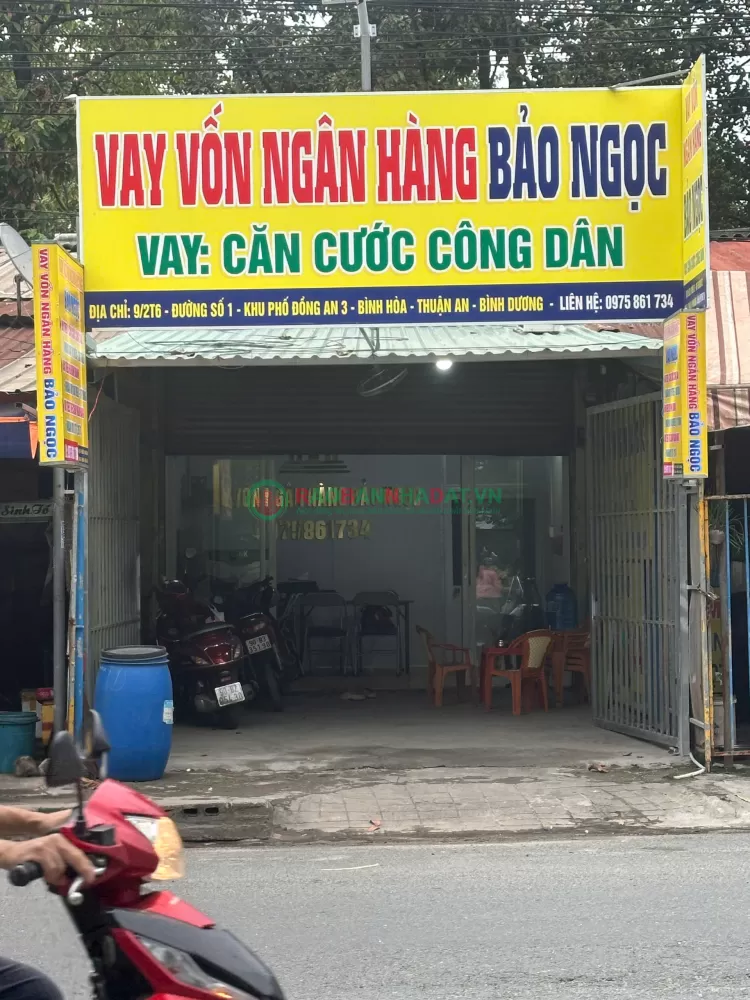 VAY VỐN NGÂN HÀNG BẢO NGỌC
VAY: CĂN CƯỚC CÔNG DÂN
ĐỊA CHỈ: 9/2T6 - ĐƯỜNG SỐ 1 - KHU PHỐ ĐỒNG AN 3 - BÌNH HÒA - THUẬN AN - BÌNH DƯƠNG - LIÊN HỆ: 0975 861 734
VAY VỐN NGÂN HÀNG BẢO NGỌC
VAY VỐN NGÂN HÀNG BẢO NGỌC
Sinh Tố